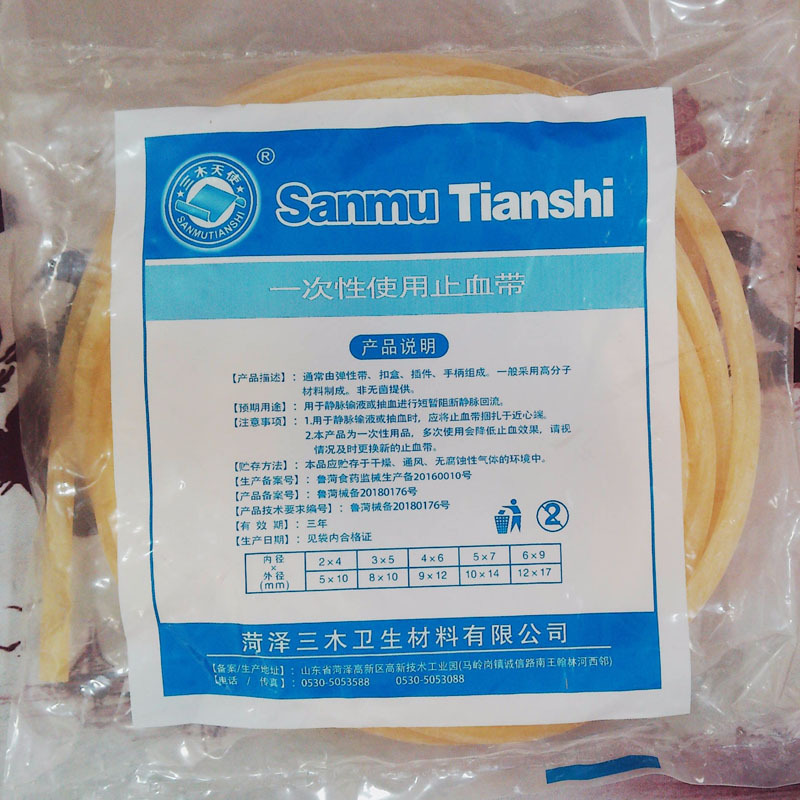 三木天使
SANMUTIANSHI
®
Sanmu Tianshi
一次性使用止血带
产品说明
【产品描述】：通常由弹性带、扣盒、插件、手柄组成。一般采用高分子
材料制成。非无菌提供。
【预期用途】：用于静脉输液或抽血进行短暂阻断静脉回流。
【注意事项】：1.用于静脉输液或抽血时，应将止血带捆扎于近心端。
2.本产品为一次性用品，多次使用会降低止血效果，请视
情况及时更换新的止血带。
【贮存方法】：本品应贮存于干燥、通风、无腐蚀性气体的环境中。
【生产备案号】：鲁菏食药监械生产备20160010号
【产品备案号】：鲁菏械备20180176号
【产品技术要求编号】：鲁菏械备20180176号
【有 效 期】：三年
【生产日期】：见袋内合格证
2
内径 × 外径 (mm) 2×4 3×5 4×6 5×7 6×9
5×10 8×10 9×12 10×14 12×17
菏泽三木卫生材料有限公司
【备案/生产地址】：山东省菏泽高新区高新技术工业园(马岭岗镇诚信路南王翰林河西邻)
【电话 / 传真】：0530-5053588 0530-5053088